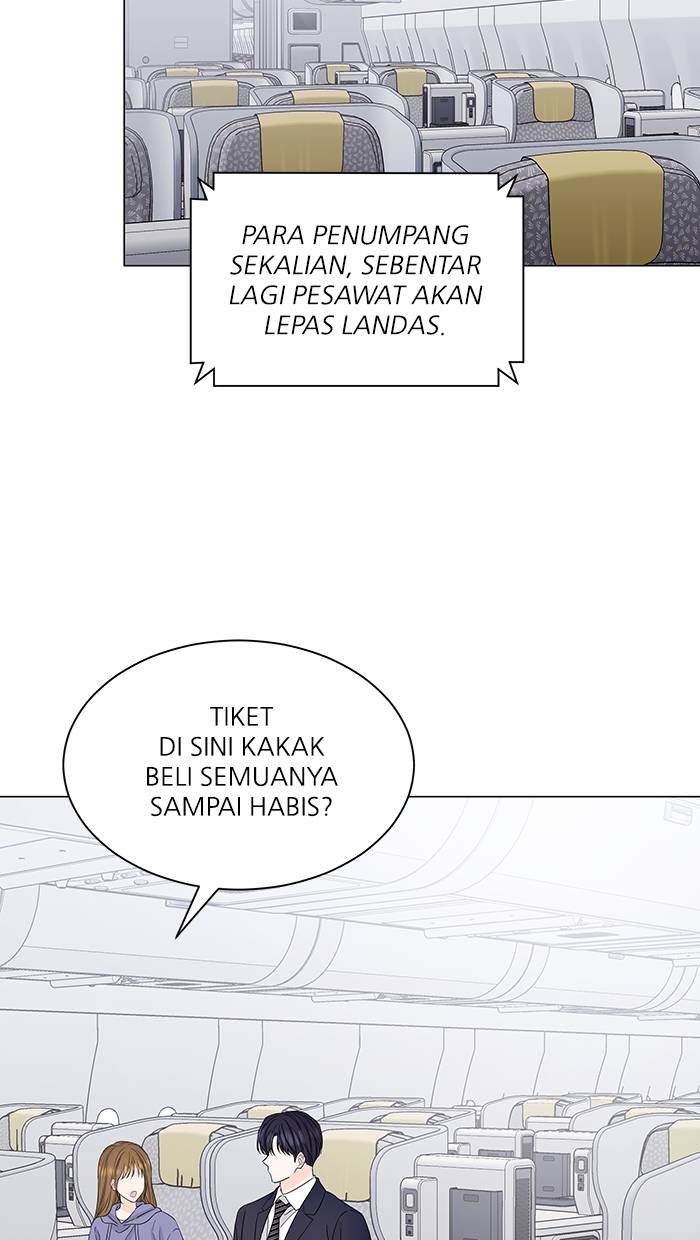 PARA PENUMPANG
SEKALIAN, SEBENTAR
LAGI PESAWAT AKAN
LEPAS LANDAS.
TIKET
DI SINI KAKAK
BELI SEMUANYA
SAMPAI HABIS?